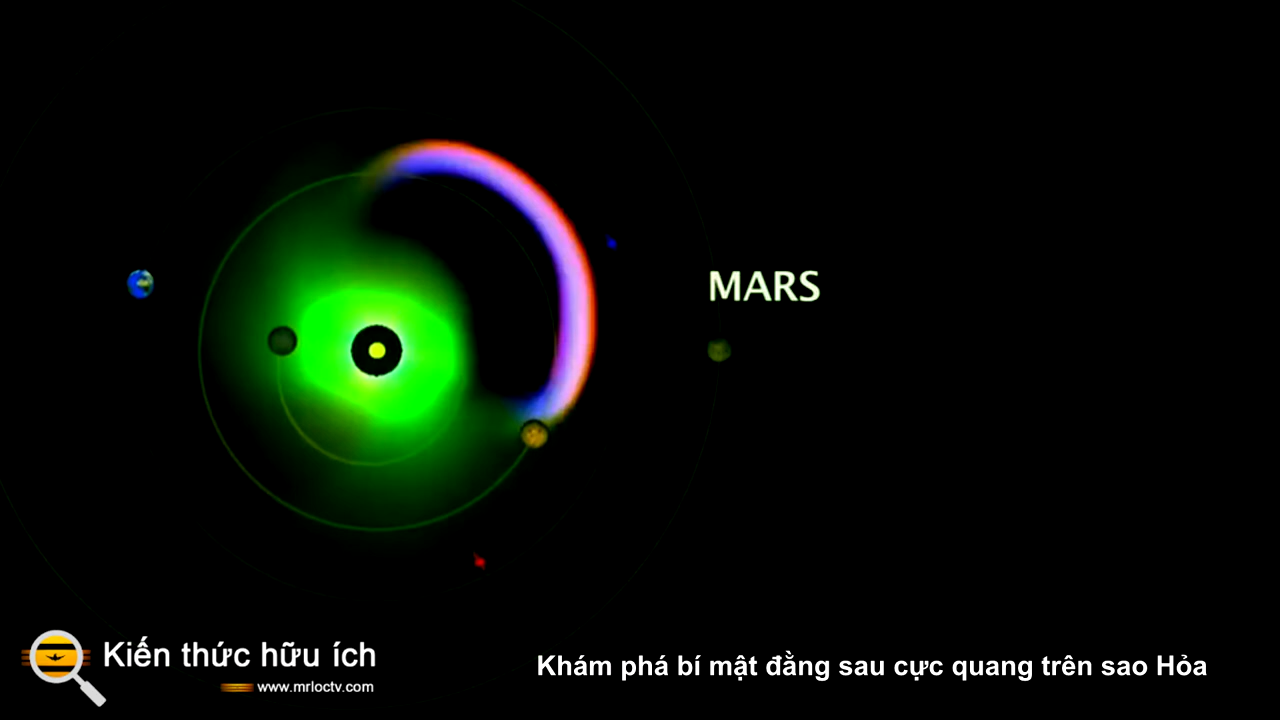 MARS
Kiến thức hữu ích
www.mrloctv.com
Khám phá bí mật đằng sau cực quang trên sao Hỏa